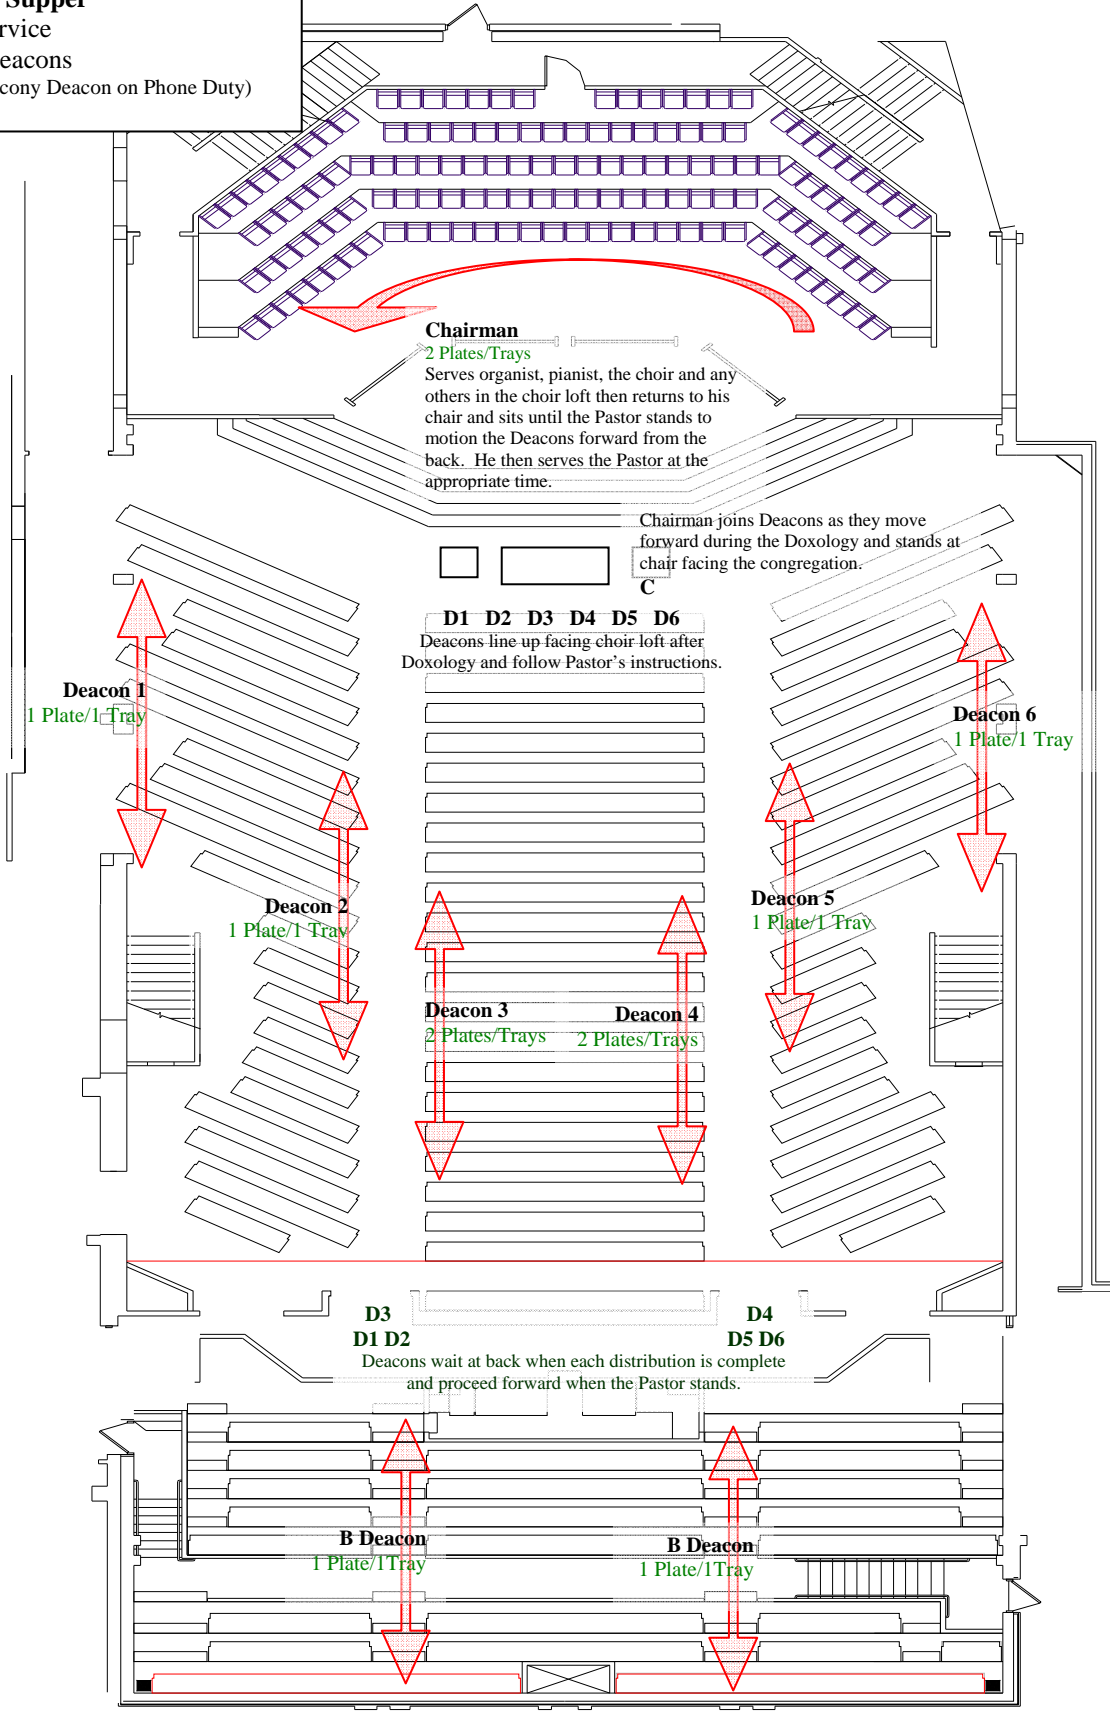 Supper
rvice
eacons
cony Deacon on Phone Duty)
Chairman
2 Plates/Trays
Serves organist, pianist, the choir and any
others in the choir loft then returns to his
chair and sits until the Pastor stands to
motion the Deacons forward from the
back.  He then serves the Pastor at the
appropriate time.
Chairman joins Deacons as they move
forward during the Doxology and stands at
chair facing the congregation.
C
D1 D2 D3 D4 D5 D6
Deacons line up facing choir loft after
Doxology and follow Pastor's instructions.
Deacon 1
1 Plate/1 Tray
Deacon 6
1 Plate/1 Tray
Deacon 2
1 Plate/1 Tray
Deacon 5
1 Plate/1 Tray
Deacon 3
2 Plates/Trays
Deacon 4
2 Plates/Trays
D3
D1 D2
D4
D5 D6
Deacons wait at back when each distribution is complete
and proceed forward when the Pastor stands.
B Deacon
1 Plate/1Tray
B Deacon
1 Plate/1Tray